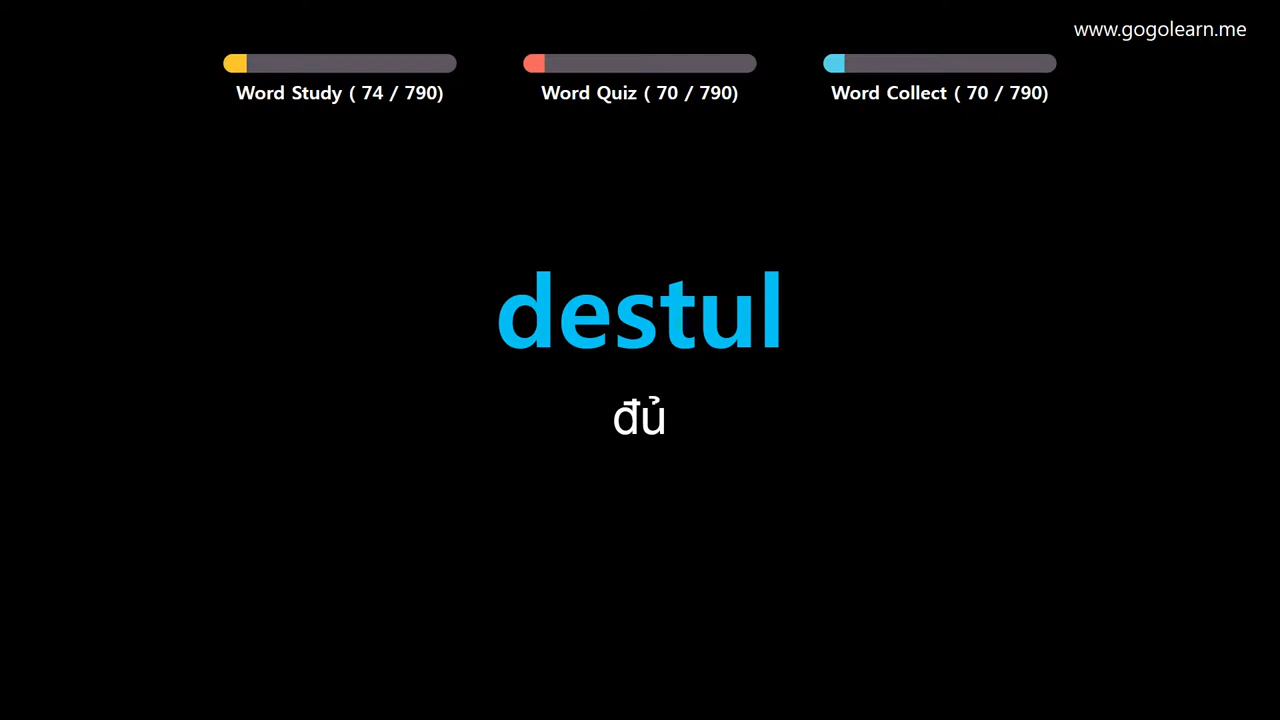 www.gogolearn.me
Word Study ( 74 / 790)
Word Quiz ( 70 / 790)
Word Collect ( 70 / 790)
destul
đủ